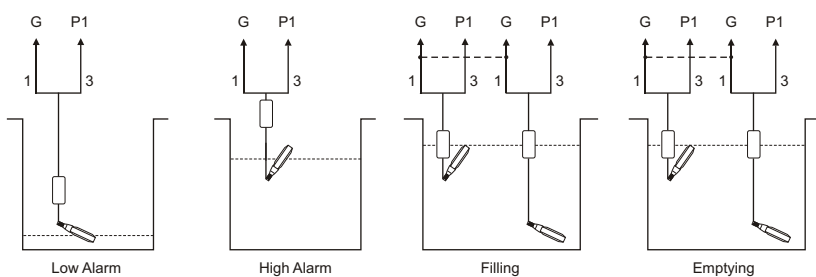 G P1 G P1 G P1 G P1 G P1 G P1
1 3 1 3 1 3 1 3 1 3 1 3
Low Alarm High Alarm Filling Emptying